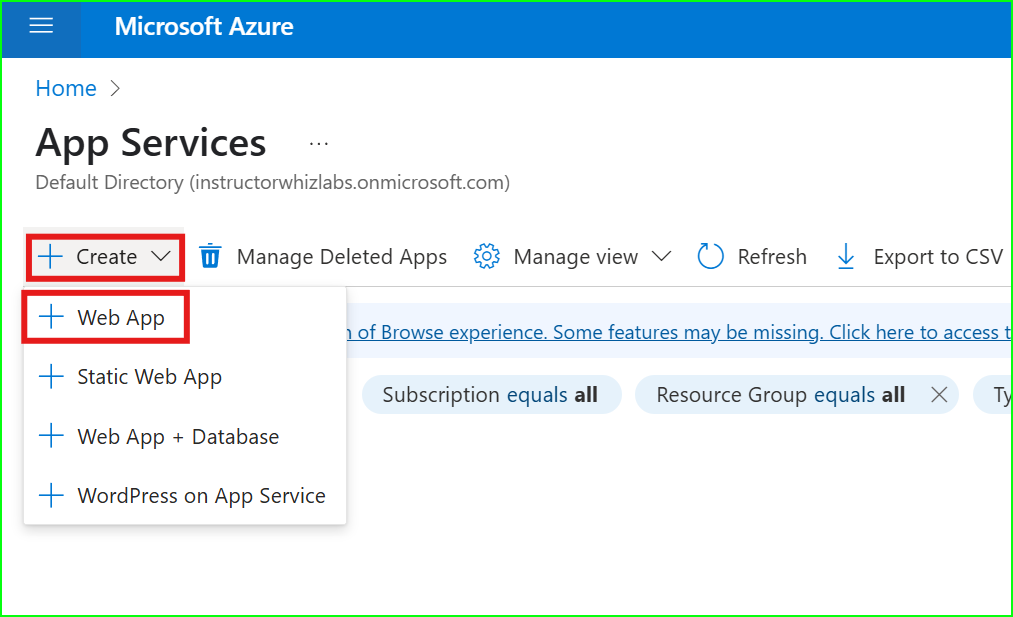 Microsoft Azure
Home
App Services ...
Default Directory (instructorwhizlabs.onmicrosoft.com)
Create Manage Deleted Apps Manage view Refresh Export to CSV
Web App
of Browse experience. Some features may be missing. Click here to access
Static Web App
Subscription equals all Resource Group equals all
Web App + Database
WordPress on App Service